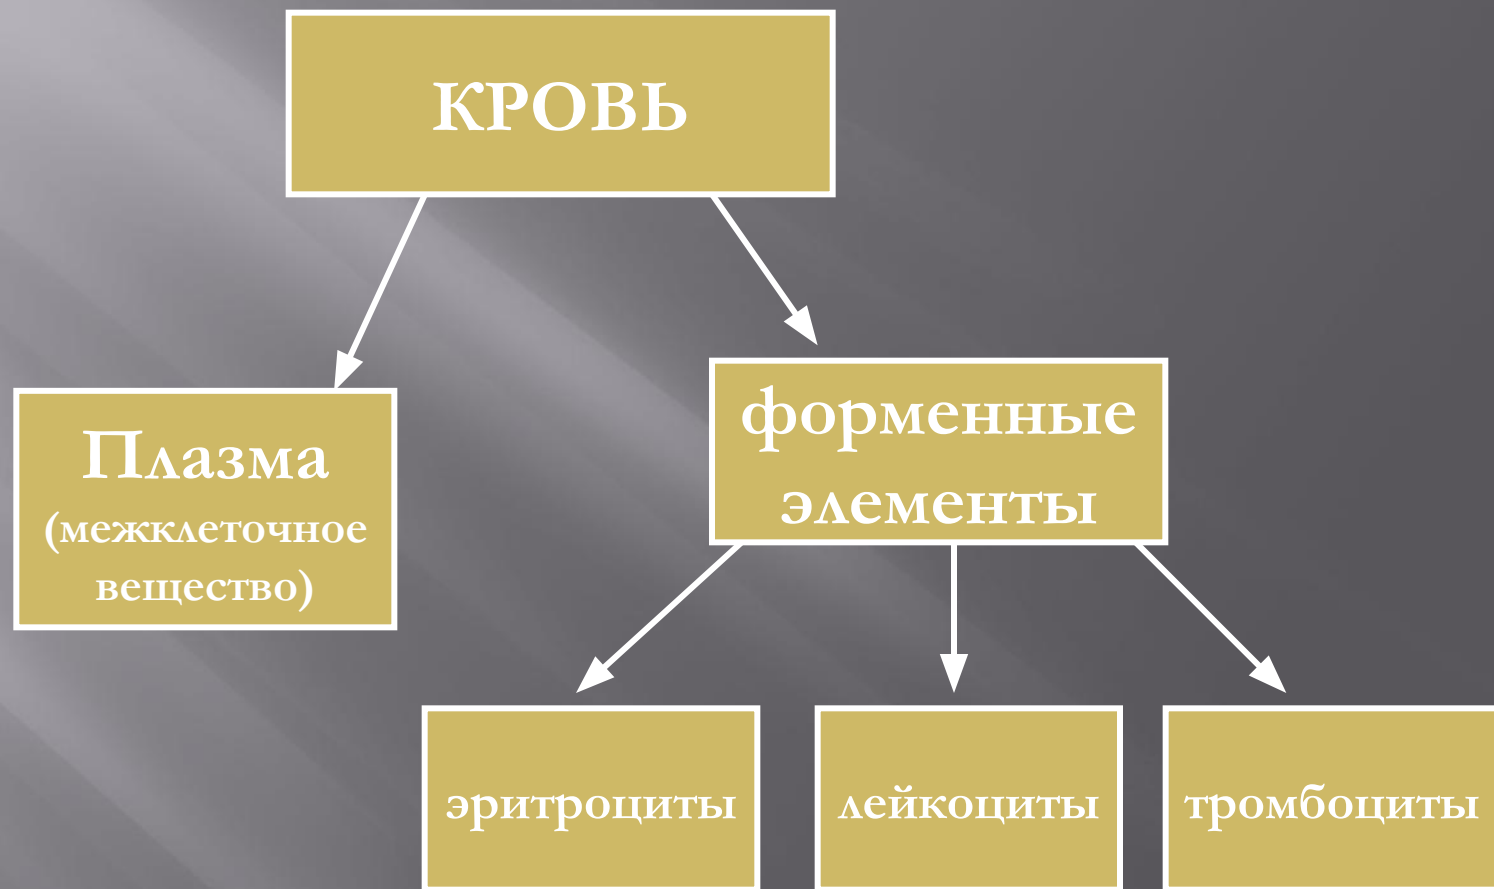 КРОВЬ
Плазма
(межклеточное
вещество)
форменные
элементы
эритроциты
лейкоциты
тромбоциты